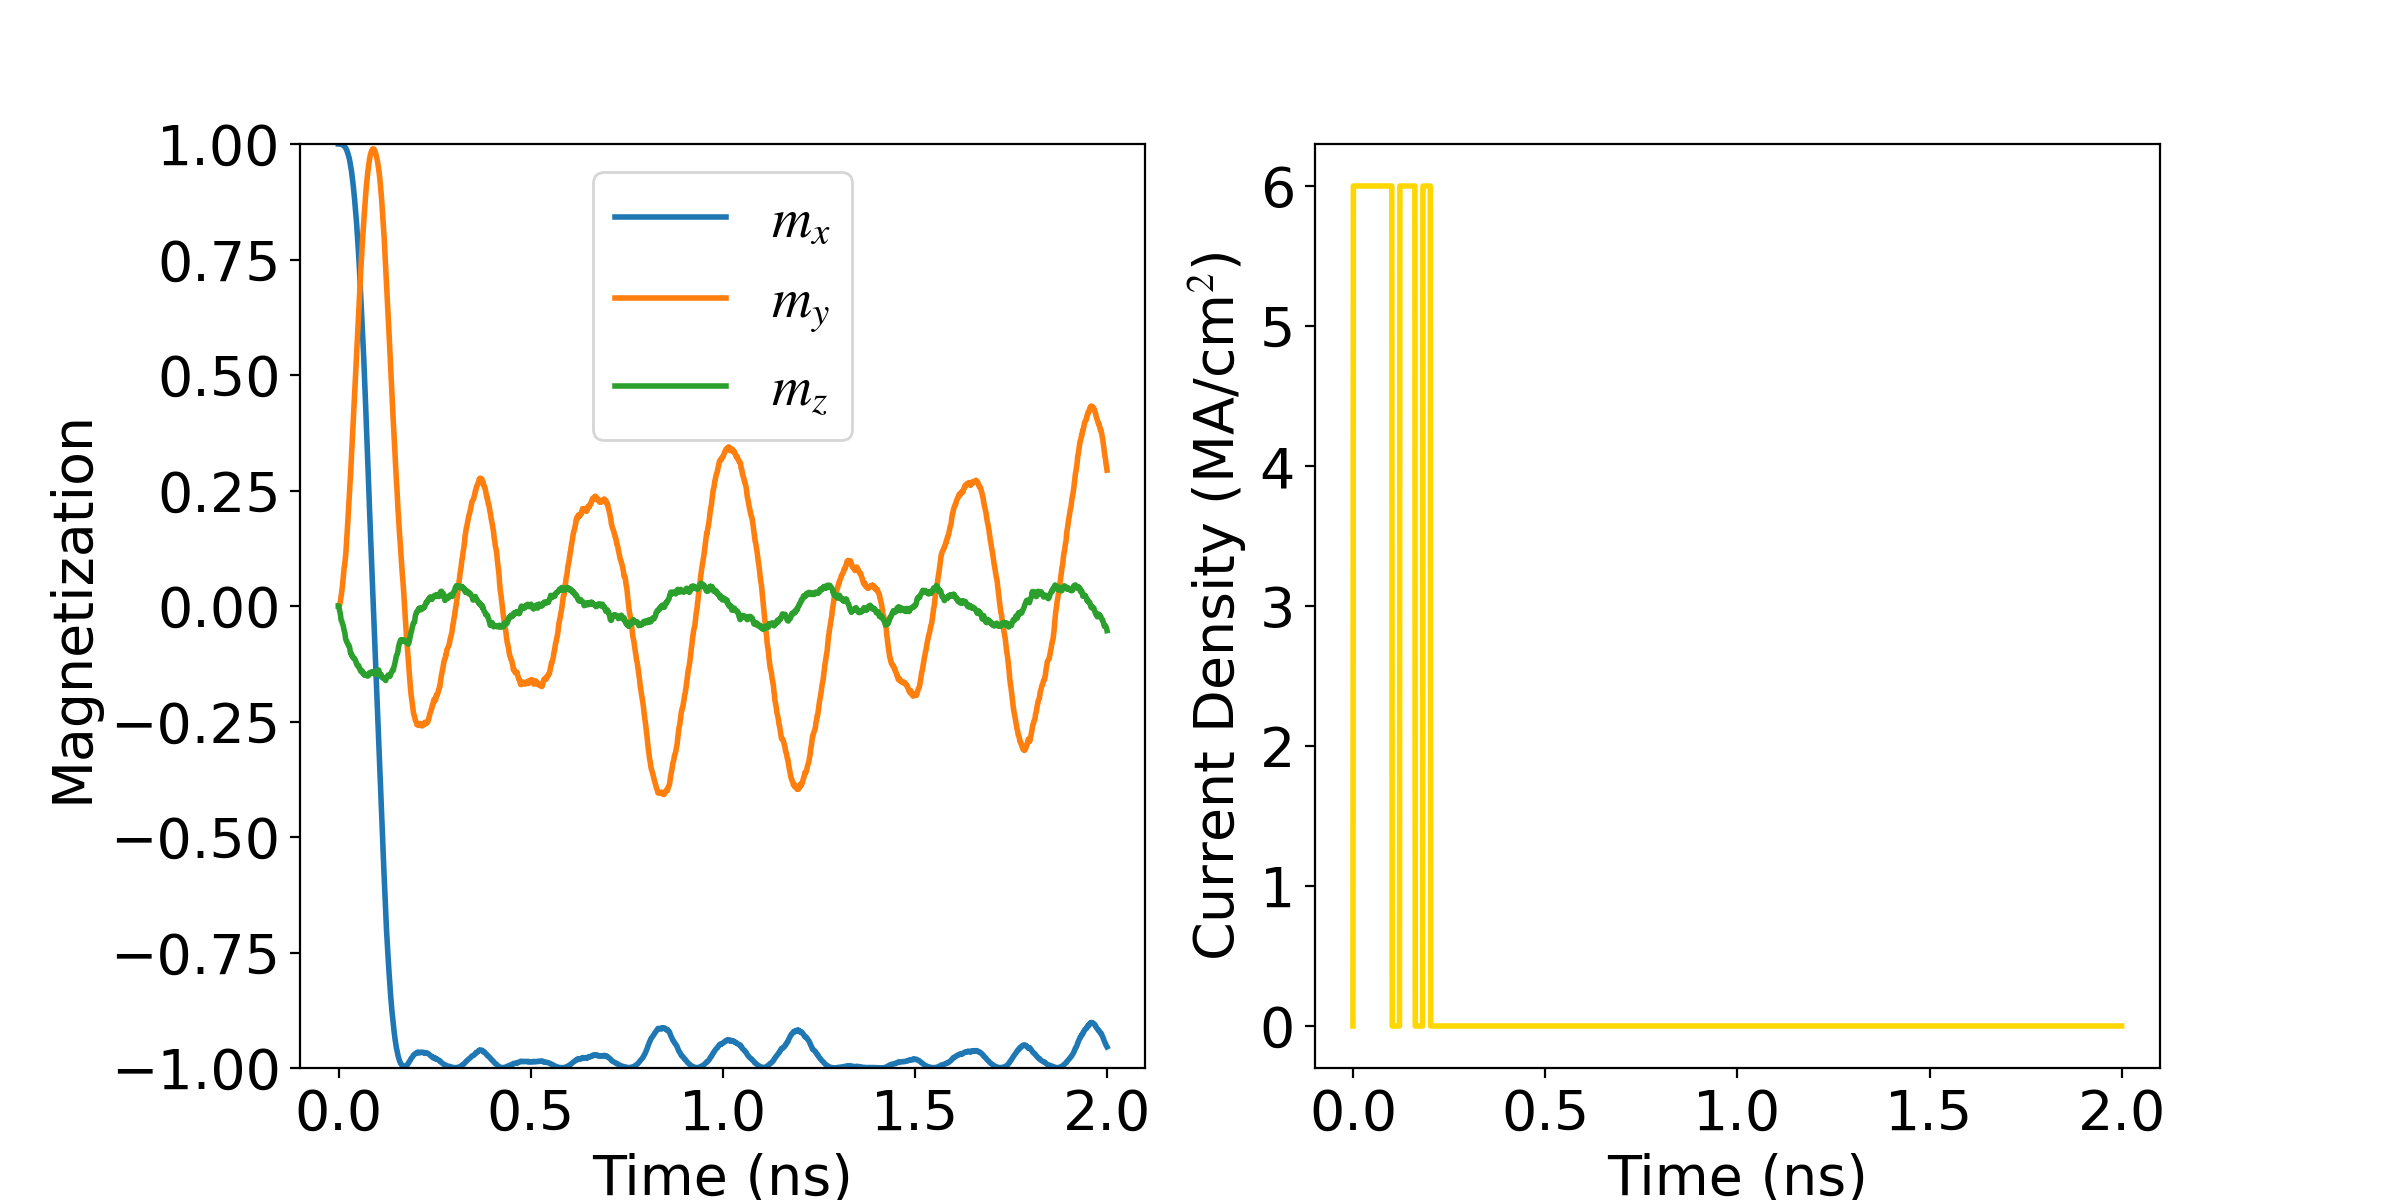 Magnetization
1.00
0.75
0.50
0.25
0.00
−0.25
−0.50
−0.75
−1.00
0.0 0.5 1.0 1.5 2.0
Time (ns)
m_x
m_y
m_z
Current Density (MA/cm²)
6
5
4
3
2
1
0
0.0 0.5 1.0 1.5 2.0
Time (ns)